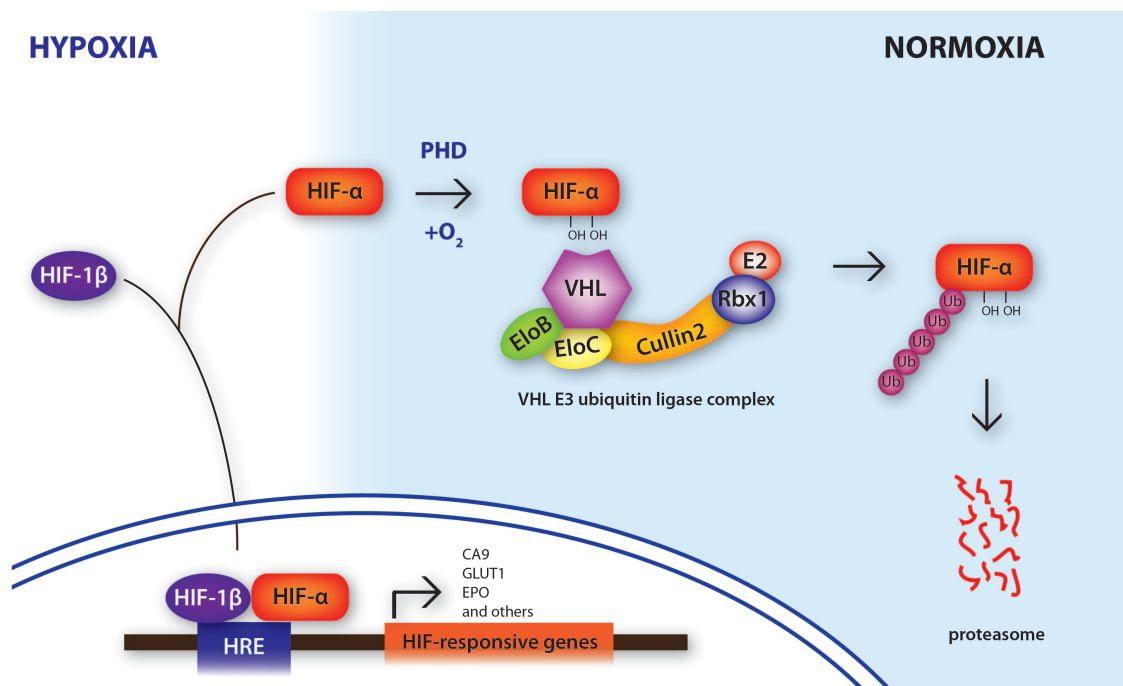 HYPOXIA
NORMOXIA
PHD
+O₂
HIF-α
HIF-α
OH OH
HIF-1β
VHL
EloB
EloC
Cullin2
Rbx1
E2
VHL E3 ubiquitin ligase complex
HIF-α
OH OH
Ub
Ub
Ub
Ub
Ub
proteasome
CA9
GLUT1
EPO
and others
HIF-1β
HIF-α
HRE
HIF-responsive genes